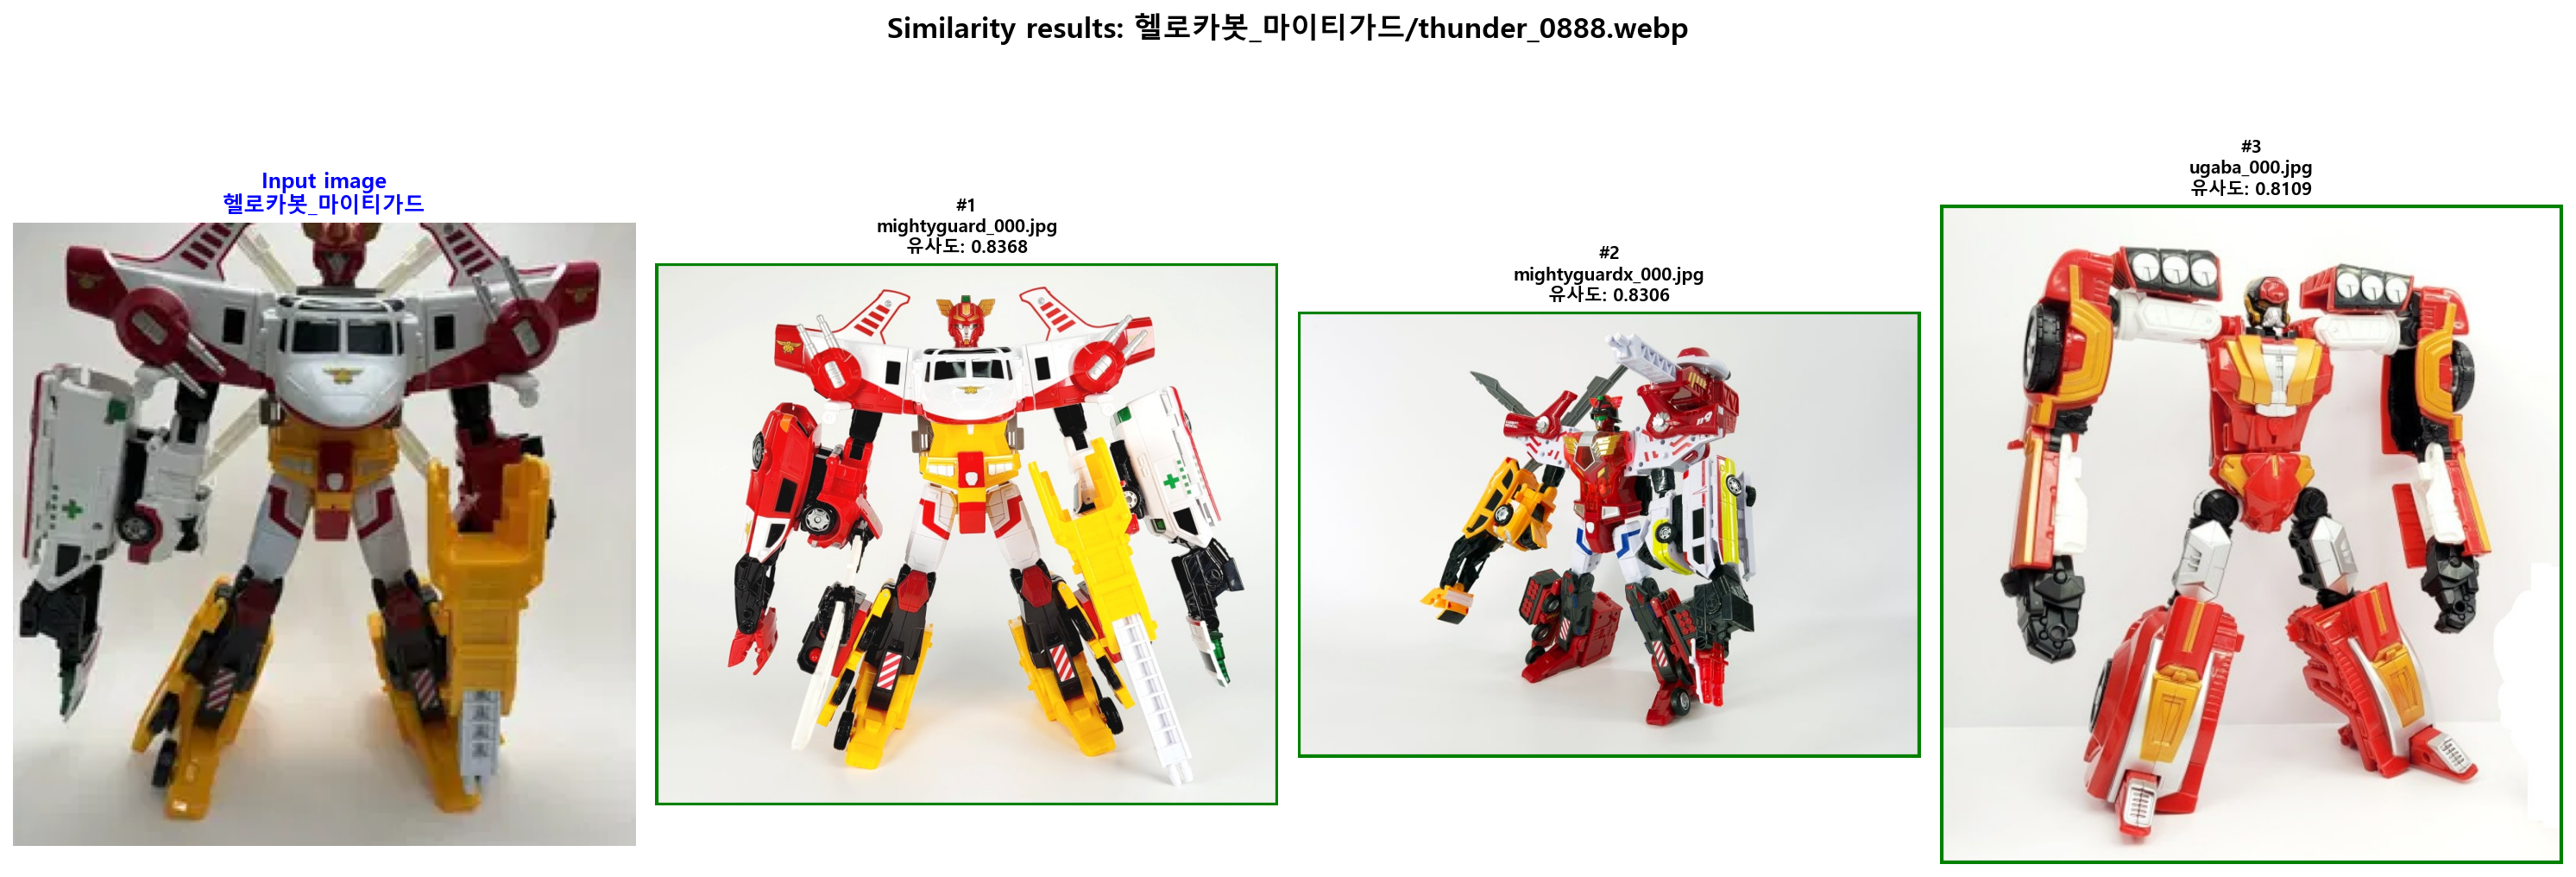 Similarity results: 헬로카봇_마이티가드/thunder_0888.webp
Input image
헬로카봇_마이티가드
#1
mightyguard_000.jpg
유사도: 0.8368
#2
mightyguardx_000.jpg
유사도: 0.8306
#3
ugaba_000.jpg
유사도: 0.8109